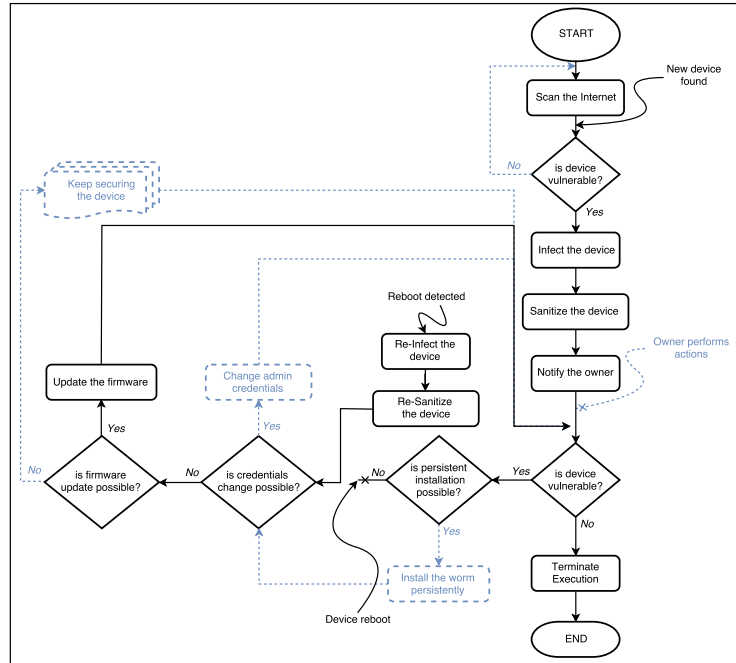 START
New device
found
Scan the Internet
No
is device
vulnerable?
Keep securing
the device
Yes
Infect the device
Reboot detected
Sanitize the device
Owner performs
actions
Re-Infect the
device
Notify the owner
Update the firmware
Change admin
credentials
Re-Sanitize
the device
Yes
Yes
No
is firmware
update possible?
No
is credentials
change possible?
No
is persistent
installation
possible?
Yes
is device
vulnerable?
Yes
No
Install the worm
persistently
Terminate
Execution
Device reboot
END